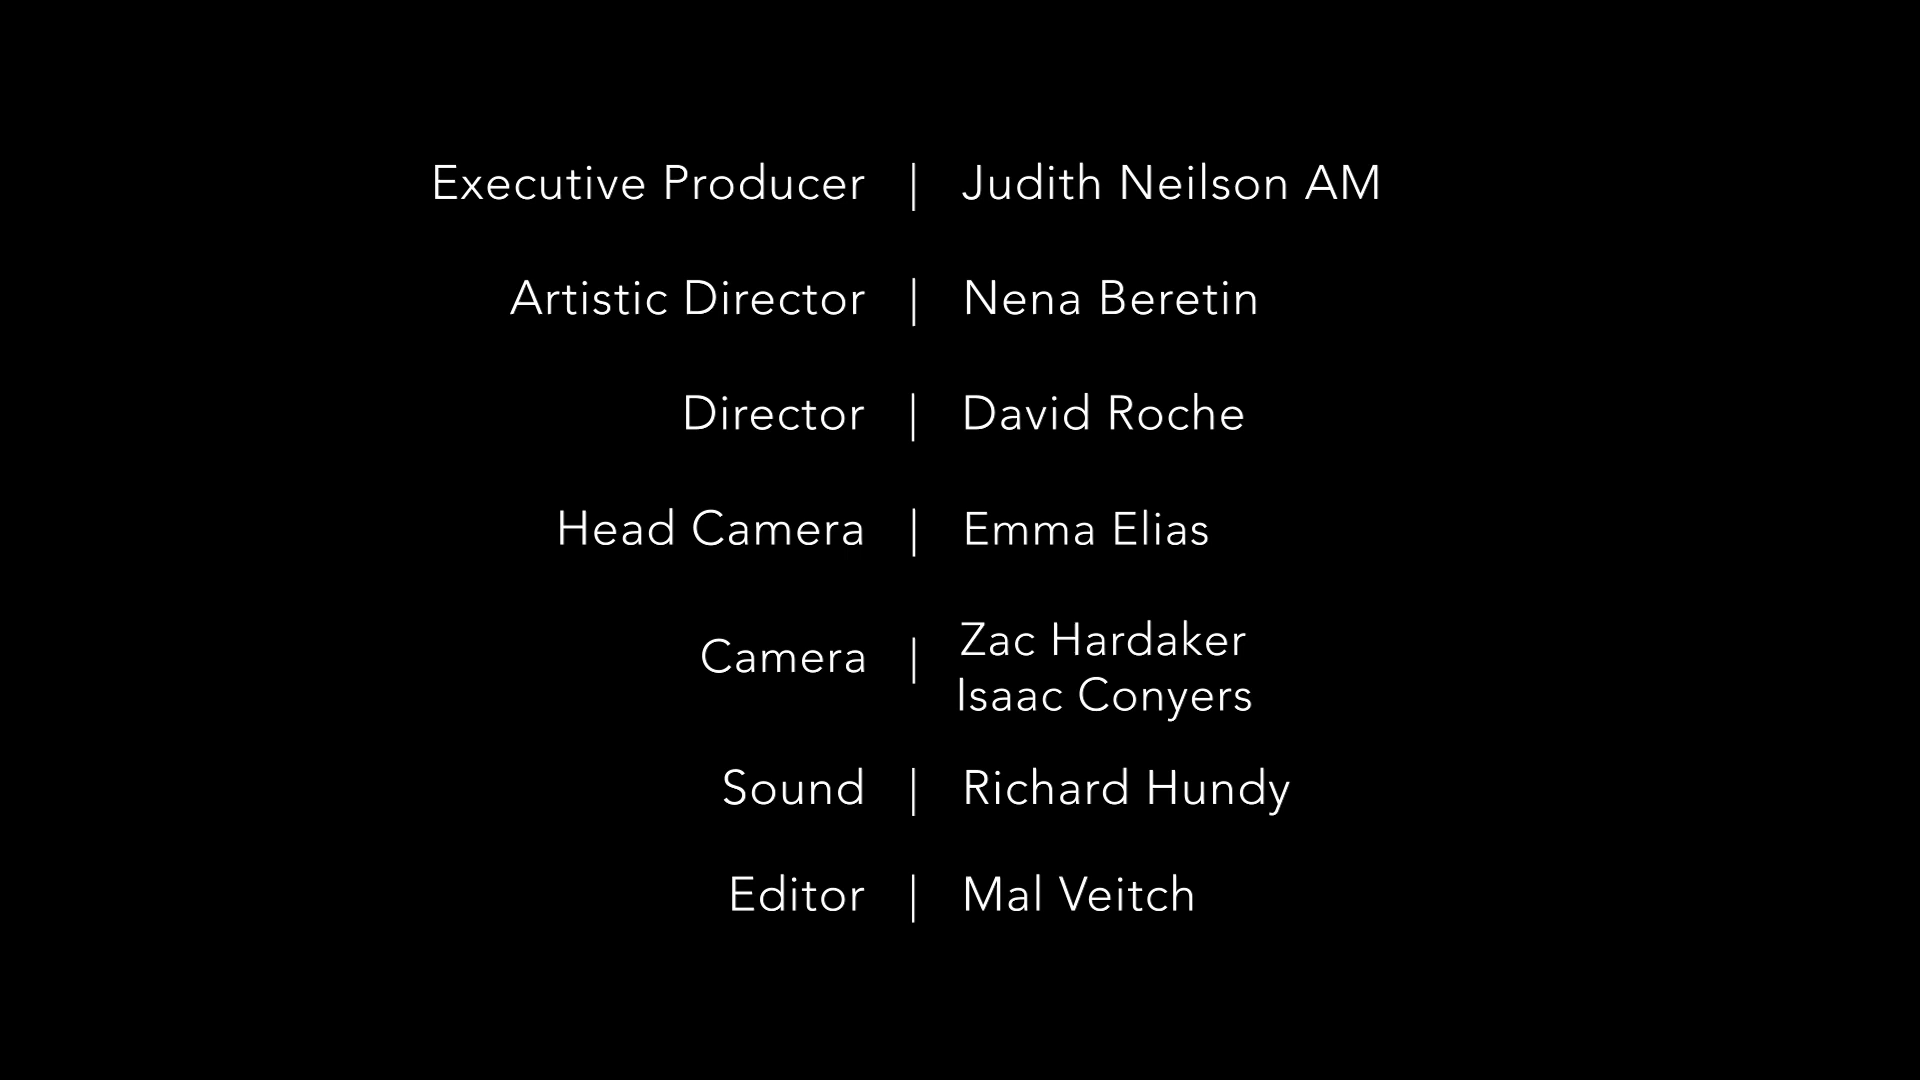 Executive Producer | Judith Neilson AM
Artistic Director | Nena Beretin
Director | David Roche
Head Camera | Emma Elias
Camera | Zac Hardaker
Isaac Conyers
Sound | Richard Hundy
Editor | Mal Veitch